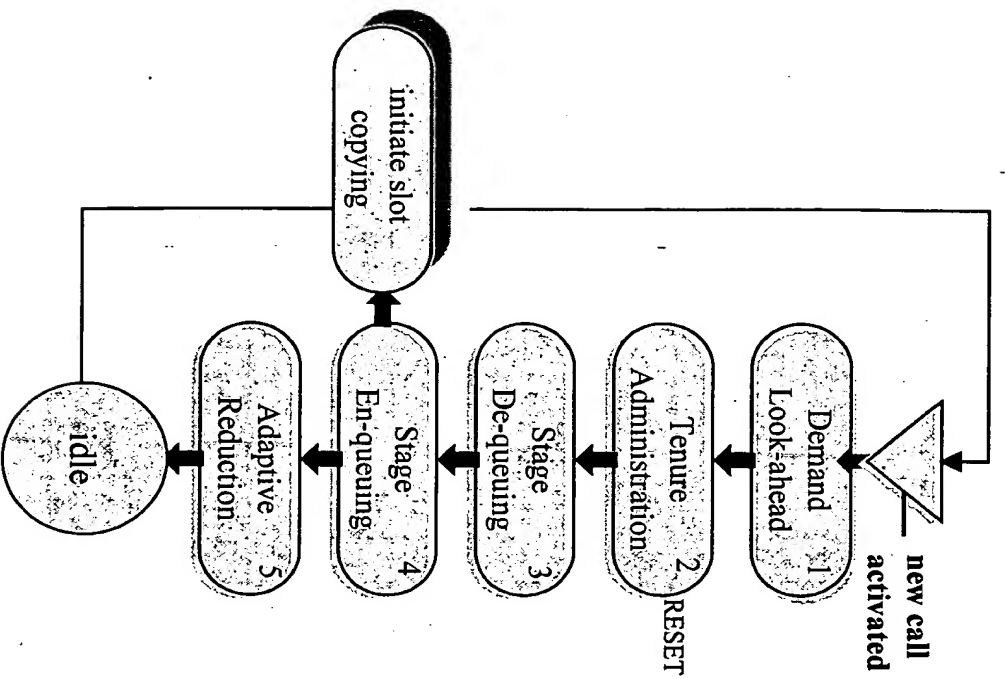 new call
activated
Demand
Look-ahead
1
Tenure
Administration
2
RESET
Stage
De-queuing
3
Stage
En-queuing
4
initiate slot
copying
Adaptive
Reduction
5
idle